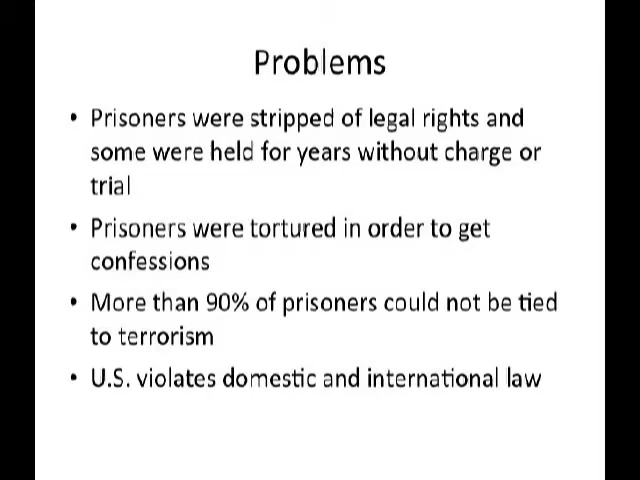 Problems
• Prisoners were stripped of legal rights and
some were held for years without charge or
trial
• Prisoners were tortured in order to get
confessions
• More than 90% of prisoners could not be tied
to terrorism
• U.S. violates domestic and international law